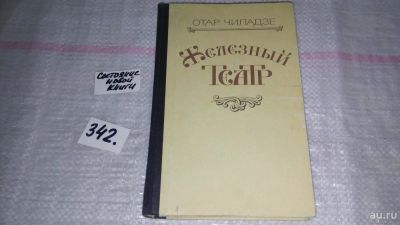 ОТАР ЧИЛАДЗЕ
ЖЕЛЕЗНЫЙ
ТЕАТР
Состояние
новой
книги
342.
au.ru